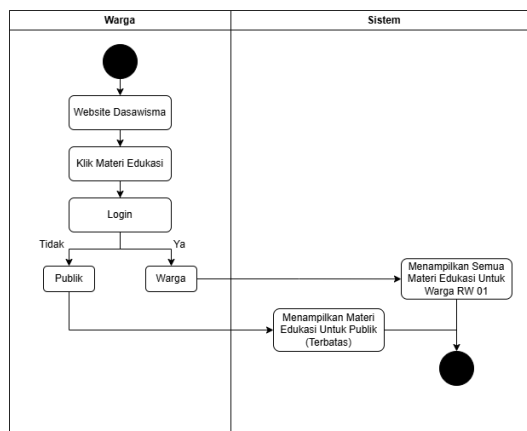 Warga
Sistem
Website Dasawisma
Klik Materi Edukasi
Login
Tidak
Ya
Publik
Warga
Menampilkan Semua
Materi Edukasi Untuk
Warga RW 01
Menampilkan Materi
Edukasi Untuk Publik
(Terbatas)